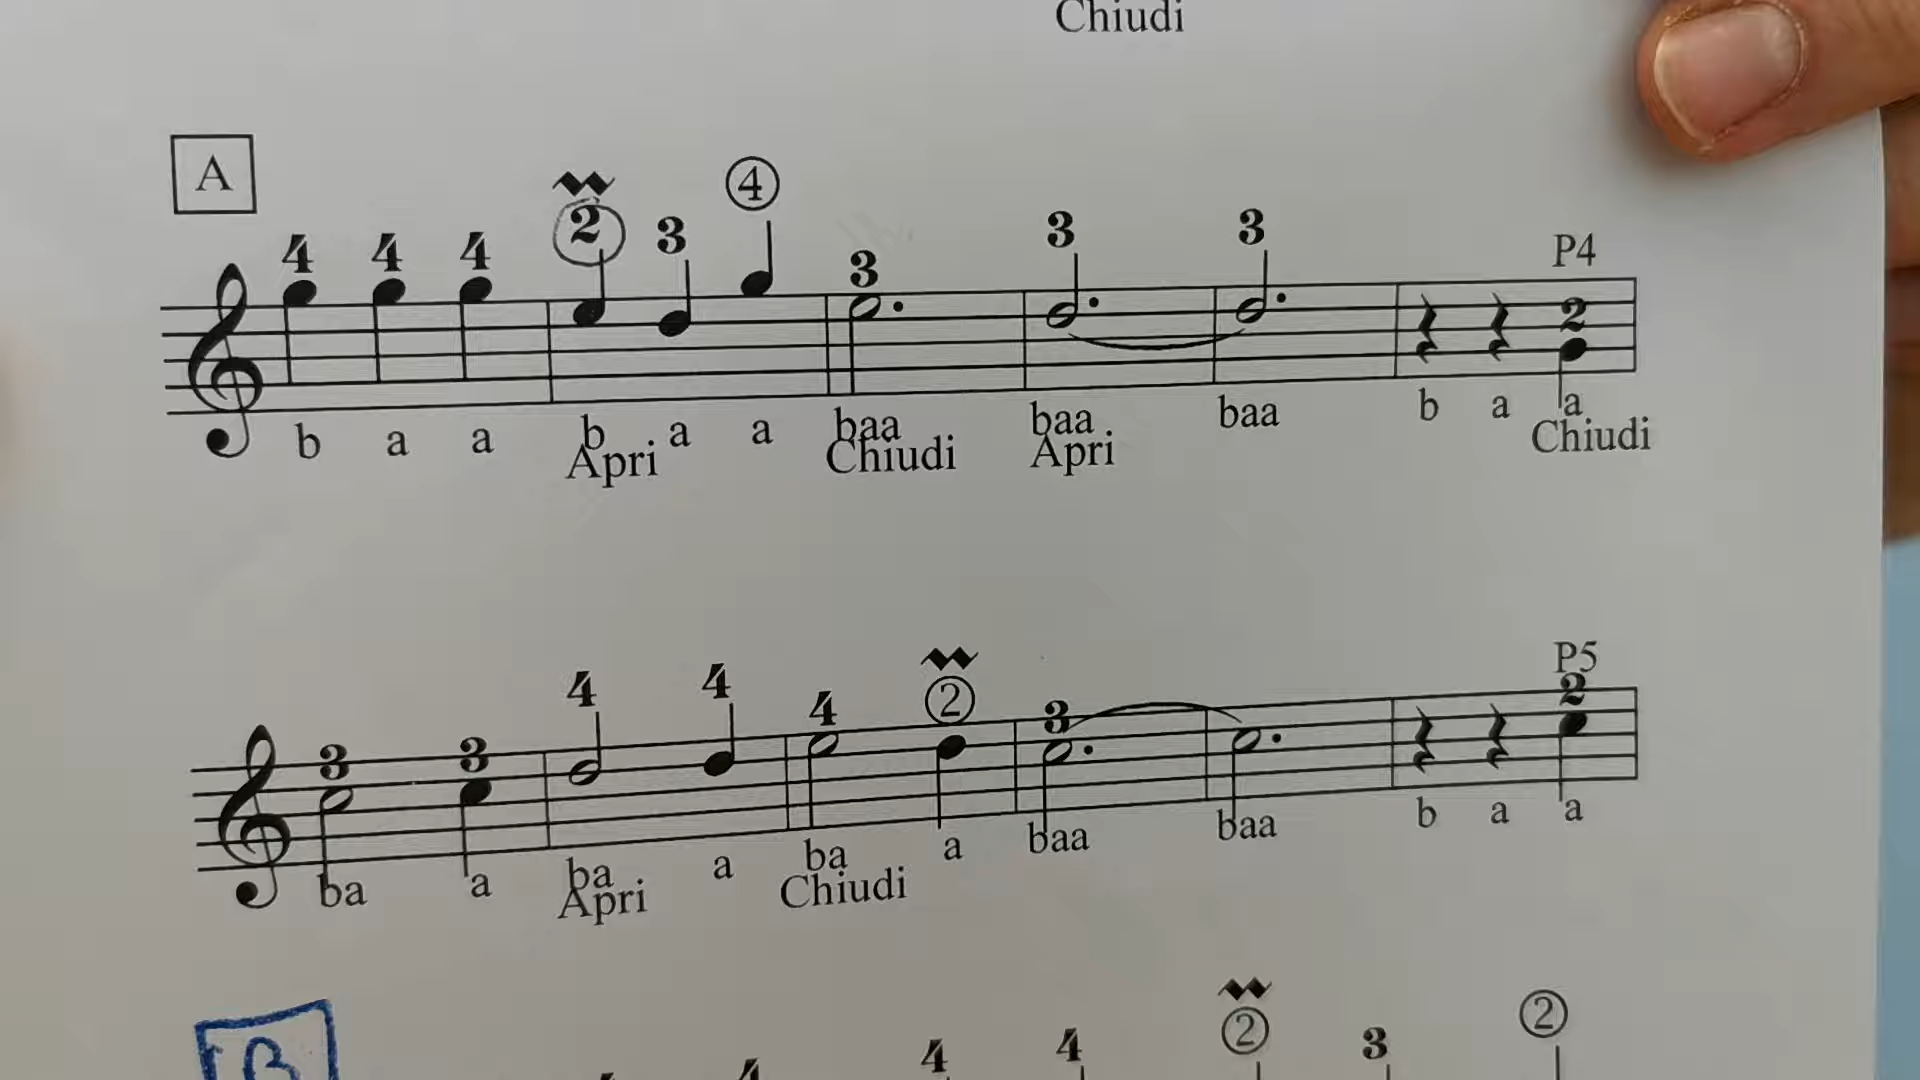 Chiudi
A
4 4 4 2 3 4 3 3 3 P4 2
b a a b a a baa baa baa b a a
Apri Chiudi Apri Chiudi
3 3 4 4 4 2 3 P5 2
ba a ba a ba a baa baa b a a
Apri Chiudi
B
4 4 4 4 2 3 2